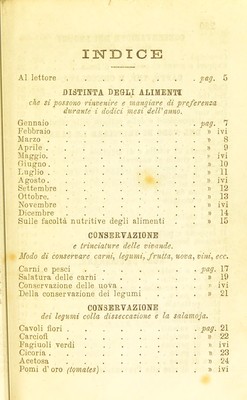 INDICE
Al lettore . . . . . . . pag. 5
DISTINTA DEGLI ALIMENTI
che si possono rinvenire e mangiare di preferenza
durante i dodici mesi dell'anno.
Gennaio . . . . . . . pag. 7
Febbraio . . . . . . . » ivi
Marzo . . . . . . . » 8
Aprile . . . . . . . » 9
Maggio. . . . . . . » ivi
Giugno . . . . . . . » 10
Luglio . . . . . . . » 11
Agosto . . . . . . . » ivi
Settembre . . . . . . . » 12
Ottobre. . . . . . . » 13
Novembre . . . . . . . » ivi
Dicembre . . . . . . . » 14
Sulle facoltà nutritive degli alimenti . . » 15
CONSERVAZIONE
e trinciature delle vivande.
Modo di conservare carni, legumi, frutta, uova, vini, ecc.
Carni e pesci . . . . . . pag. 17
Salatura delle carni . . . . . » 19
Conservazione delle uova . . . . . » ivi
Della conservazione dei legumi . . . » 21
CONSERVAZIONE
dei legumi colla disseccazione e la salamoja.
Cavoli fiori . . . . . . pag. 21
Carciofi . . . . . . . » 22
Fagiuoli verdi . . . . . . » ivi
Cicoria . . . . . . . » 23
Acetosa . . . . . . . » 24
Pomi d'oro (tomates) . . . . . » ivi